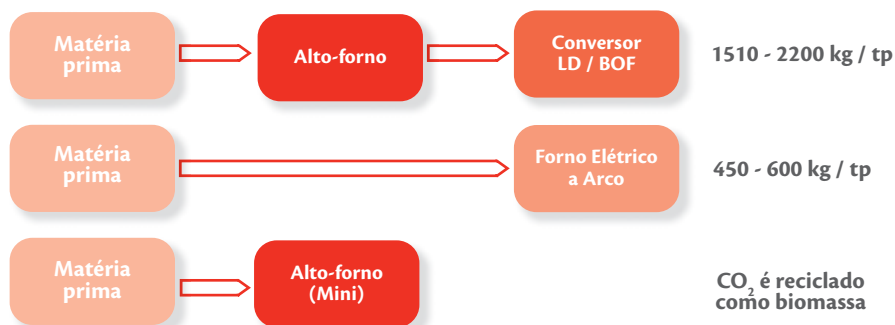 Matéria
prima
Alto-forno
Conversor
LD / BOF
1510 - 2200 kg / tp
Matéria
prima
Forno Elétrico
a Arco
450 - 600 kg / tp
Matéria
prima
Alto-forno
(Mini)
CO₂ é reciclado
como biomassa